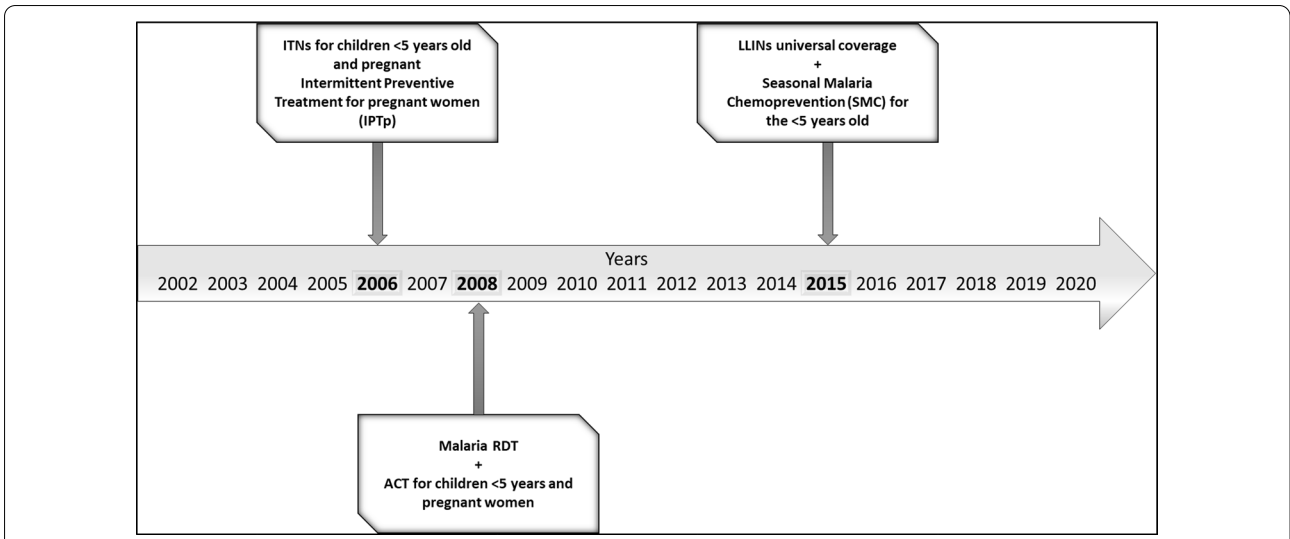 ITNs for children <5 years old
and pregnant
Intermittent Preventive
Treatment for pregnant women
(IPTp)
LLINs universal coverage
+
Seasonal Malaria
Chemoprevention (SMC) for
the <5 years old
Years
2002 2003 2004 2005 2006 2007 2008 2009 2010 2011 2012 2013 2014 2015 2016 2017 2018 2019 2020
Malaria RDT
+
ACT for children <5 years and
pregnant women